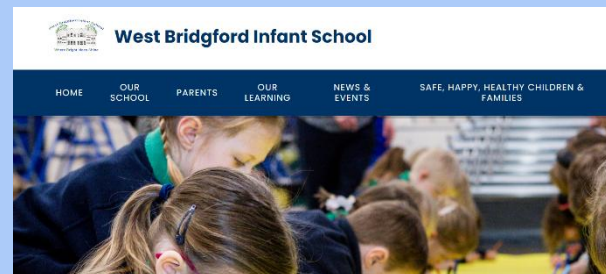 West Bridgford Infant School
HOME
OUR
SCHOOL
PARENTS
OUR
LEARNING
NEWS &
EVENTS
SAFE, HAPPY, HEALTHY CHILDREN &
FAMILIES